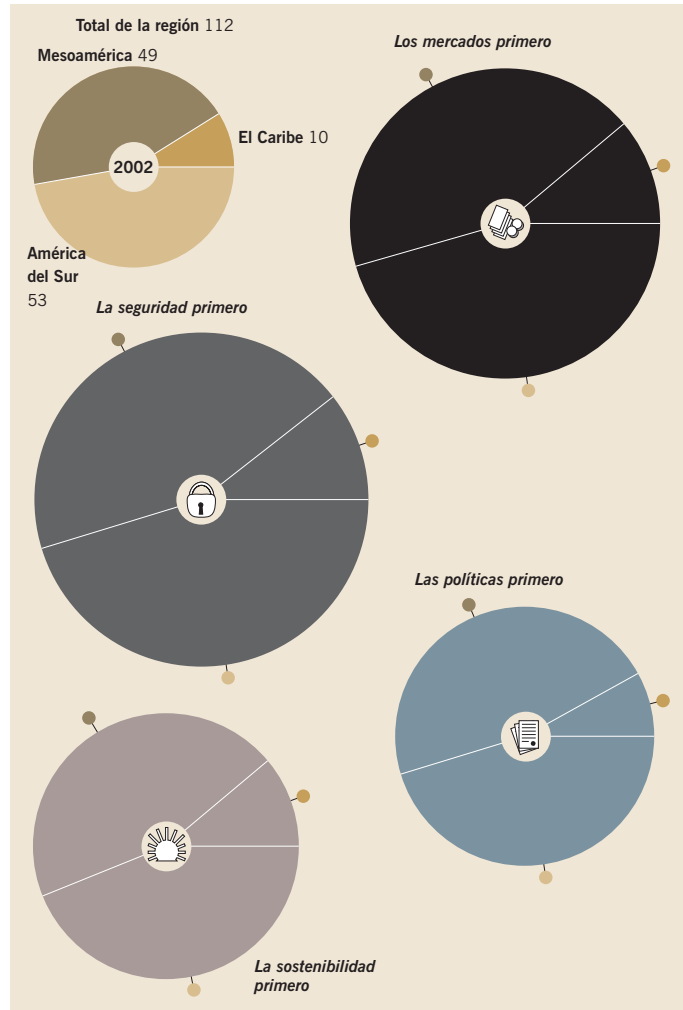 Total de la región 112
Mesoamérica 49
El Caribe 10
2002
América
del Sur
53
Los mercados primero
La seguridad primero
Las políticas primero
La sostenibilidad
primero